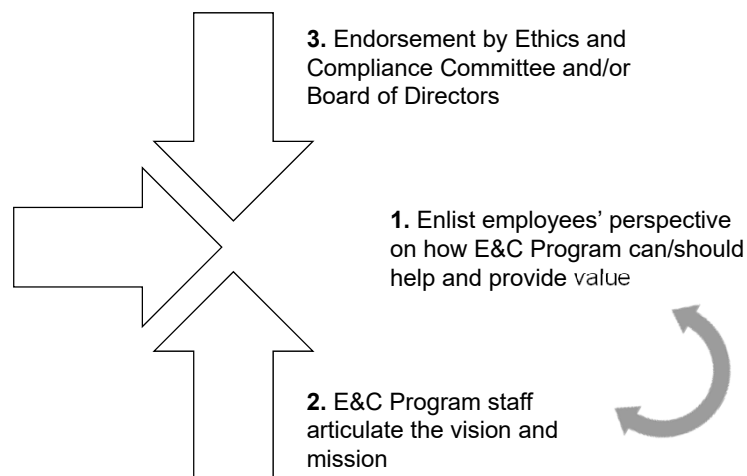 3. Endorsement by Ethics and
Compliance Committee and/or
Board of Directors
1. Enlist employees’ perspective
on how E&C Program can/should
help and provide value
2. E&C Program staff
articulate the vision and
mission